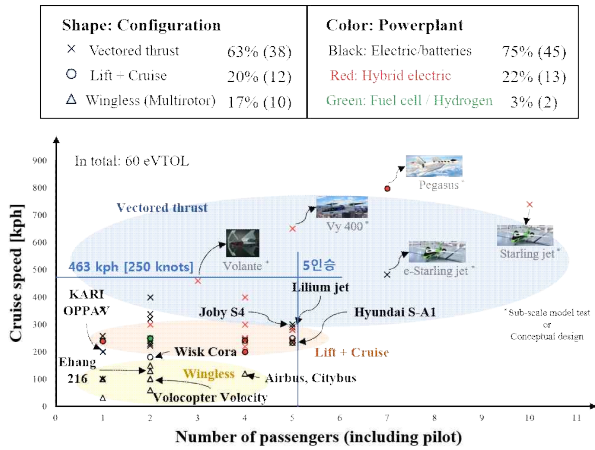 Shape: Configuration
× Vectored thrust 63% (38)
Lift + Cruise 20% (12)
Wingless (Multirotor) 17% (10)
Color: Powerplant
Black: Electric/batteries 75% (45)
Red: Hybrid electric 22% (13)
Green: Fuel cell / Hydrogen 3% (2)
Cruise speed [kph]
900
800
700
600
500
400
300
200
100
0
In total: 60 eVTOL
Pegasus *
Vectored thrust
Vy 400 *
Starling jet *
463 kph [250 knots]
Volante *
5인승
e-Starling jet *
KARI
OPPAV
Lilium jet
Joby S4
Hyundai S-A1
* Sub-scale model test
or
Conceptual design
Wisk Cora
Lift + Cruise
Ehang
216
Wingless
Airbus, Citybus
Volocopter Velocity
0 1 2 3 4 5 6 7 8 9 10 11
Number of passengers (including pilot)